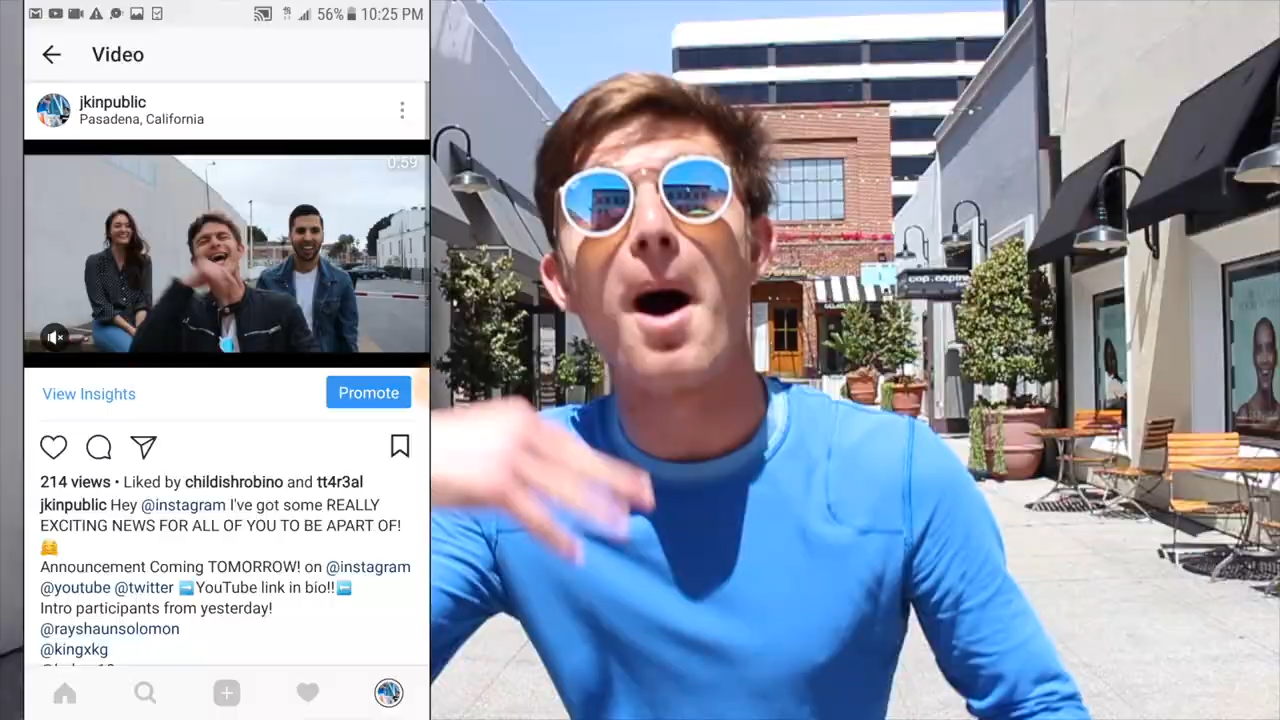 56% 10:25 PM
Video
jkinpublic
Pasadena, California
0:59
View Insights
Promote
214 views • Liked by childishrobino and tt4r3al
jkinpublic Hey @instagram I've got some REALLY
EXCITING NEWS FOR ALL OF YOU TO BE APART OF!
🤗
Announcement Coming TOMORROW! on @instagram
@youtube @twitter ➡️YouTube link in bio!!⬅️
Intro participants from yesterday!
@rayshaunsolomon
@kingxkg